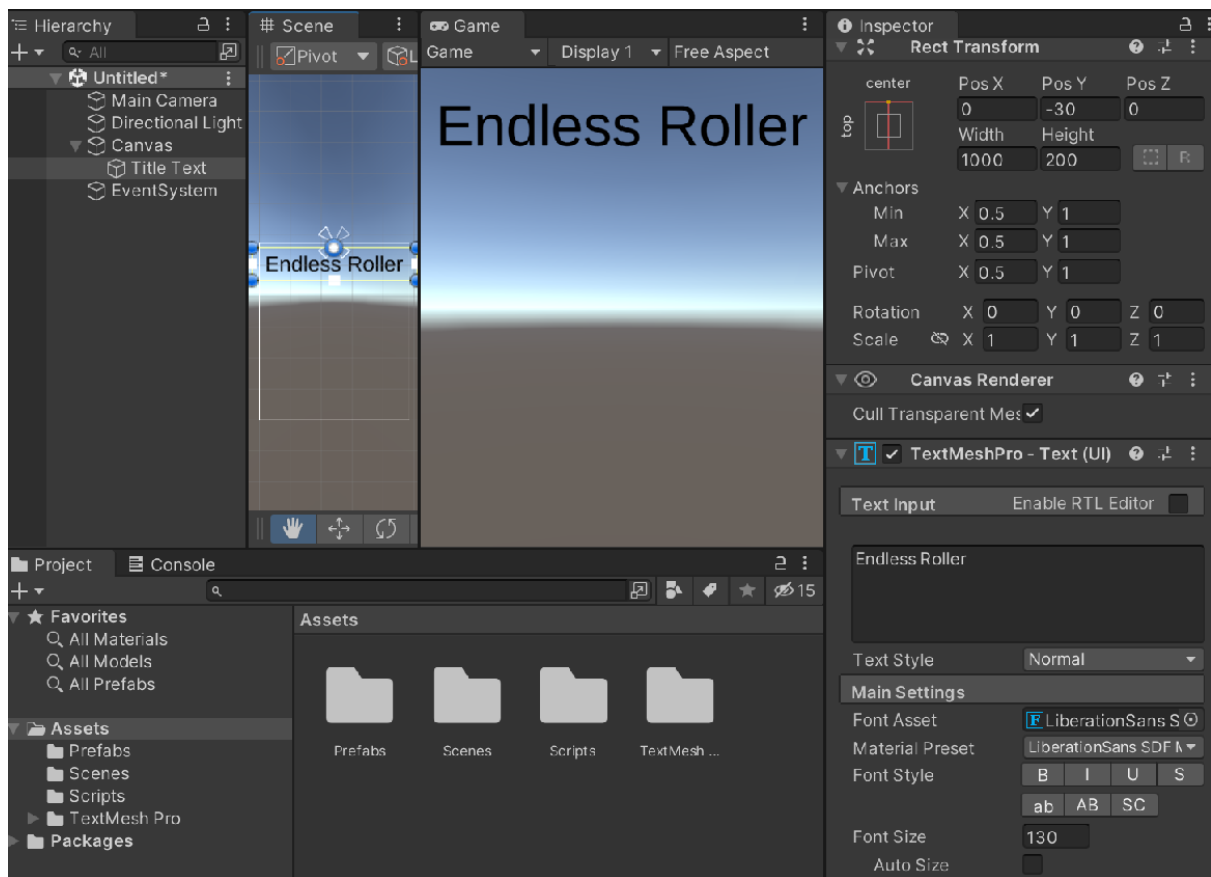 Hierarchy
All
Untitled*
Main Camera
Directional Light
Canvas
Title Text
EventSystem
Scene
Pivot
L
Endless Roller
Game
Game
Display 1
Free Aspect
Endless Roller
Inspector
Rect Transform
center
top
Pos X Pos Y Pos Z
0 -30 0
Width Height
1000 200
R
Anchors
Min X 0.5 Y 1
Max X 0.5 Y 1
Pivot X 0.5 Y 1
Rotation X 0 Y 0 Z 0
Scale X 1 Y 1 Z 1
Canvas Renderer
Cull Transparent Mes
TextMeshPro - Text (UI)
Text Input Enable RTL Editor
Endless Roller
Text Style Normal
Main Settings
Font Asset F LiberationSans S
Material Preset LiberationSans SDF M
Font Style B I U S
ab AB SC
Font Size 130
Auto Size
Project Console
15
Favorites
All Materials
All Models
All Prefabs
Assets
Prefabs
Scenes
Scripts
TextMesh Pro
Packages
Assets
Prefabs Scenes Scripts TextMesh ...